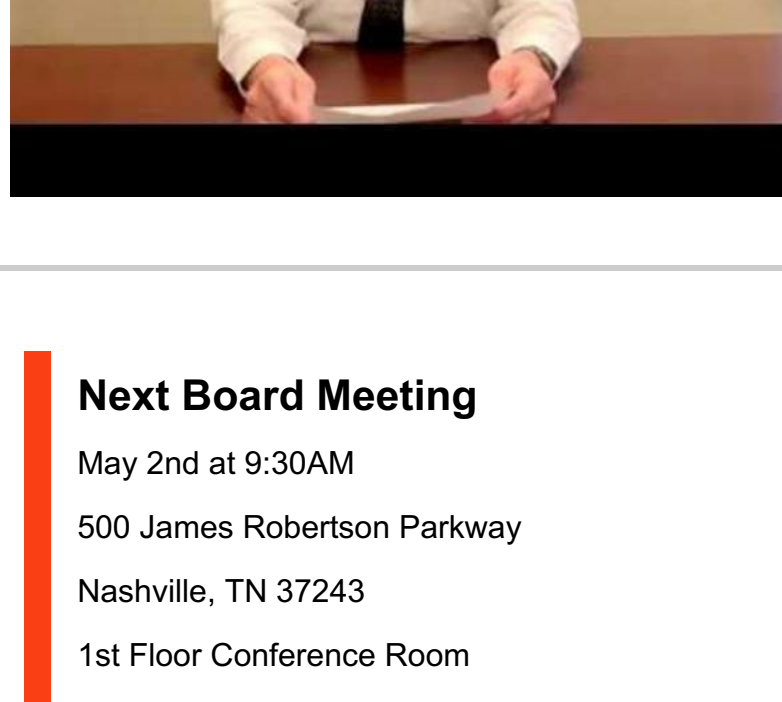 Next Board Meeting
May 2nd at 9:30AM
500 James Robertson Parkway
Nashville, TN 37243
1st Floor Conference Room